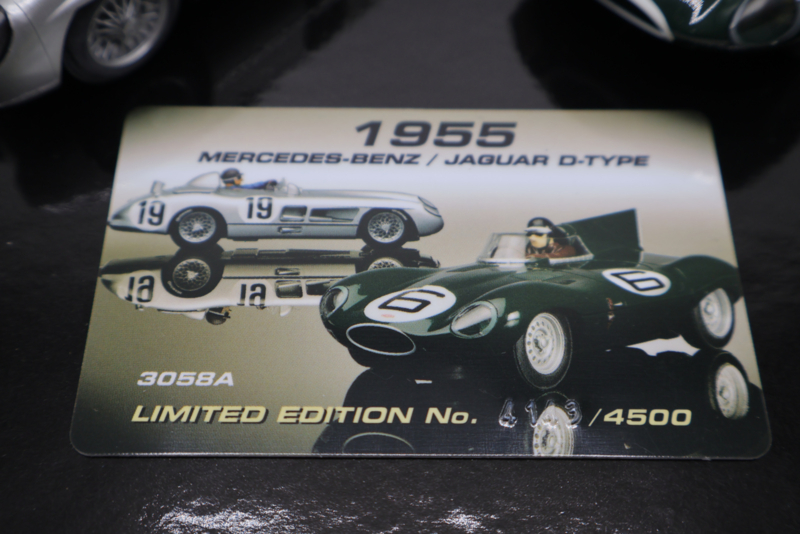 1955
MERCEDES-BENZ / JAGUAR D-TYPE
19 19
6 6
3058A
LIMITED EDITION No. /4500